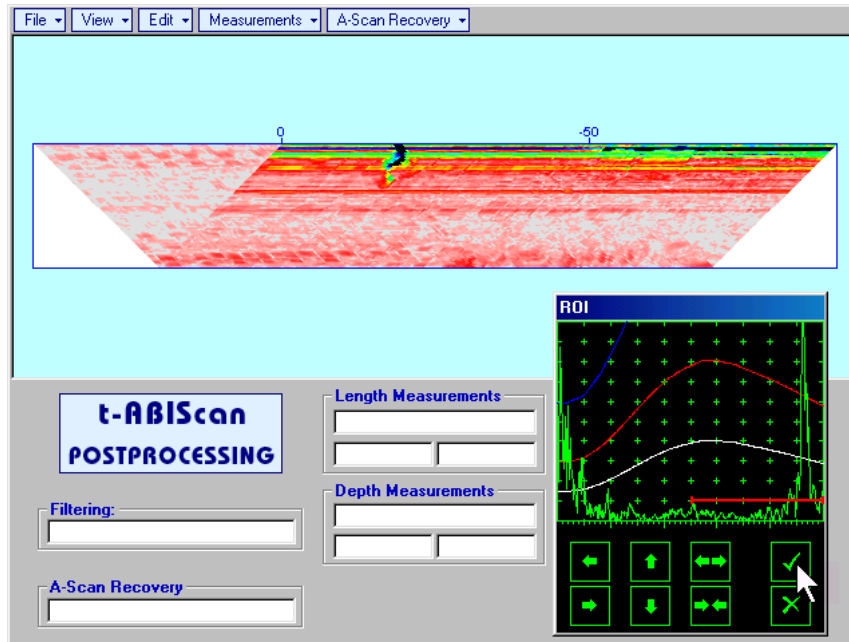 File View Edit Measurements A-Scan Recovery
0 -50
ROI
t-ABIScan
POSTPROCESSING
Length Measurements
Depth Measurements
Filtering:
A-Scan Recovery